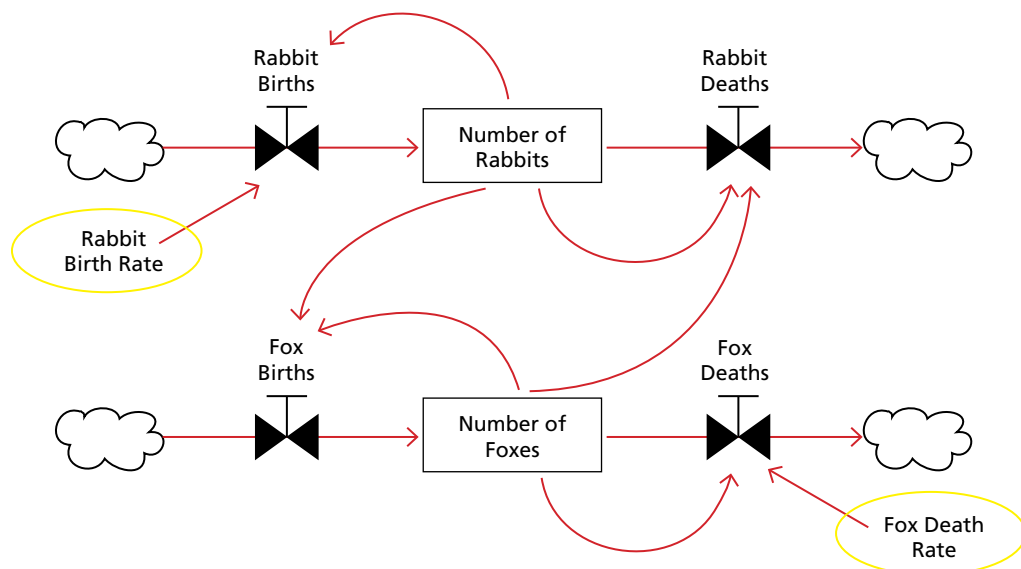 Rabbit
Births
Rabbit
Deaths
Number of
Rabbits
Rabbit
Birth Rate
Fox
Births
Fox
Deaths
Number of
Foxes
Fox Death
Rate